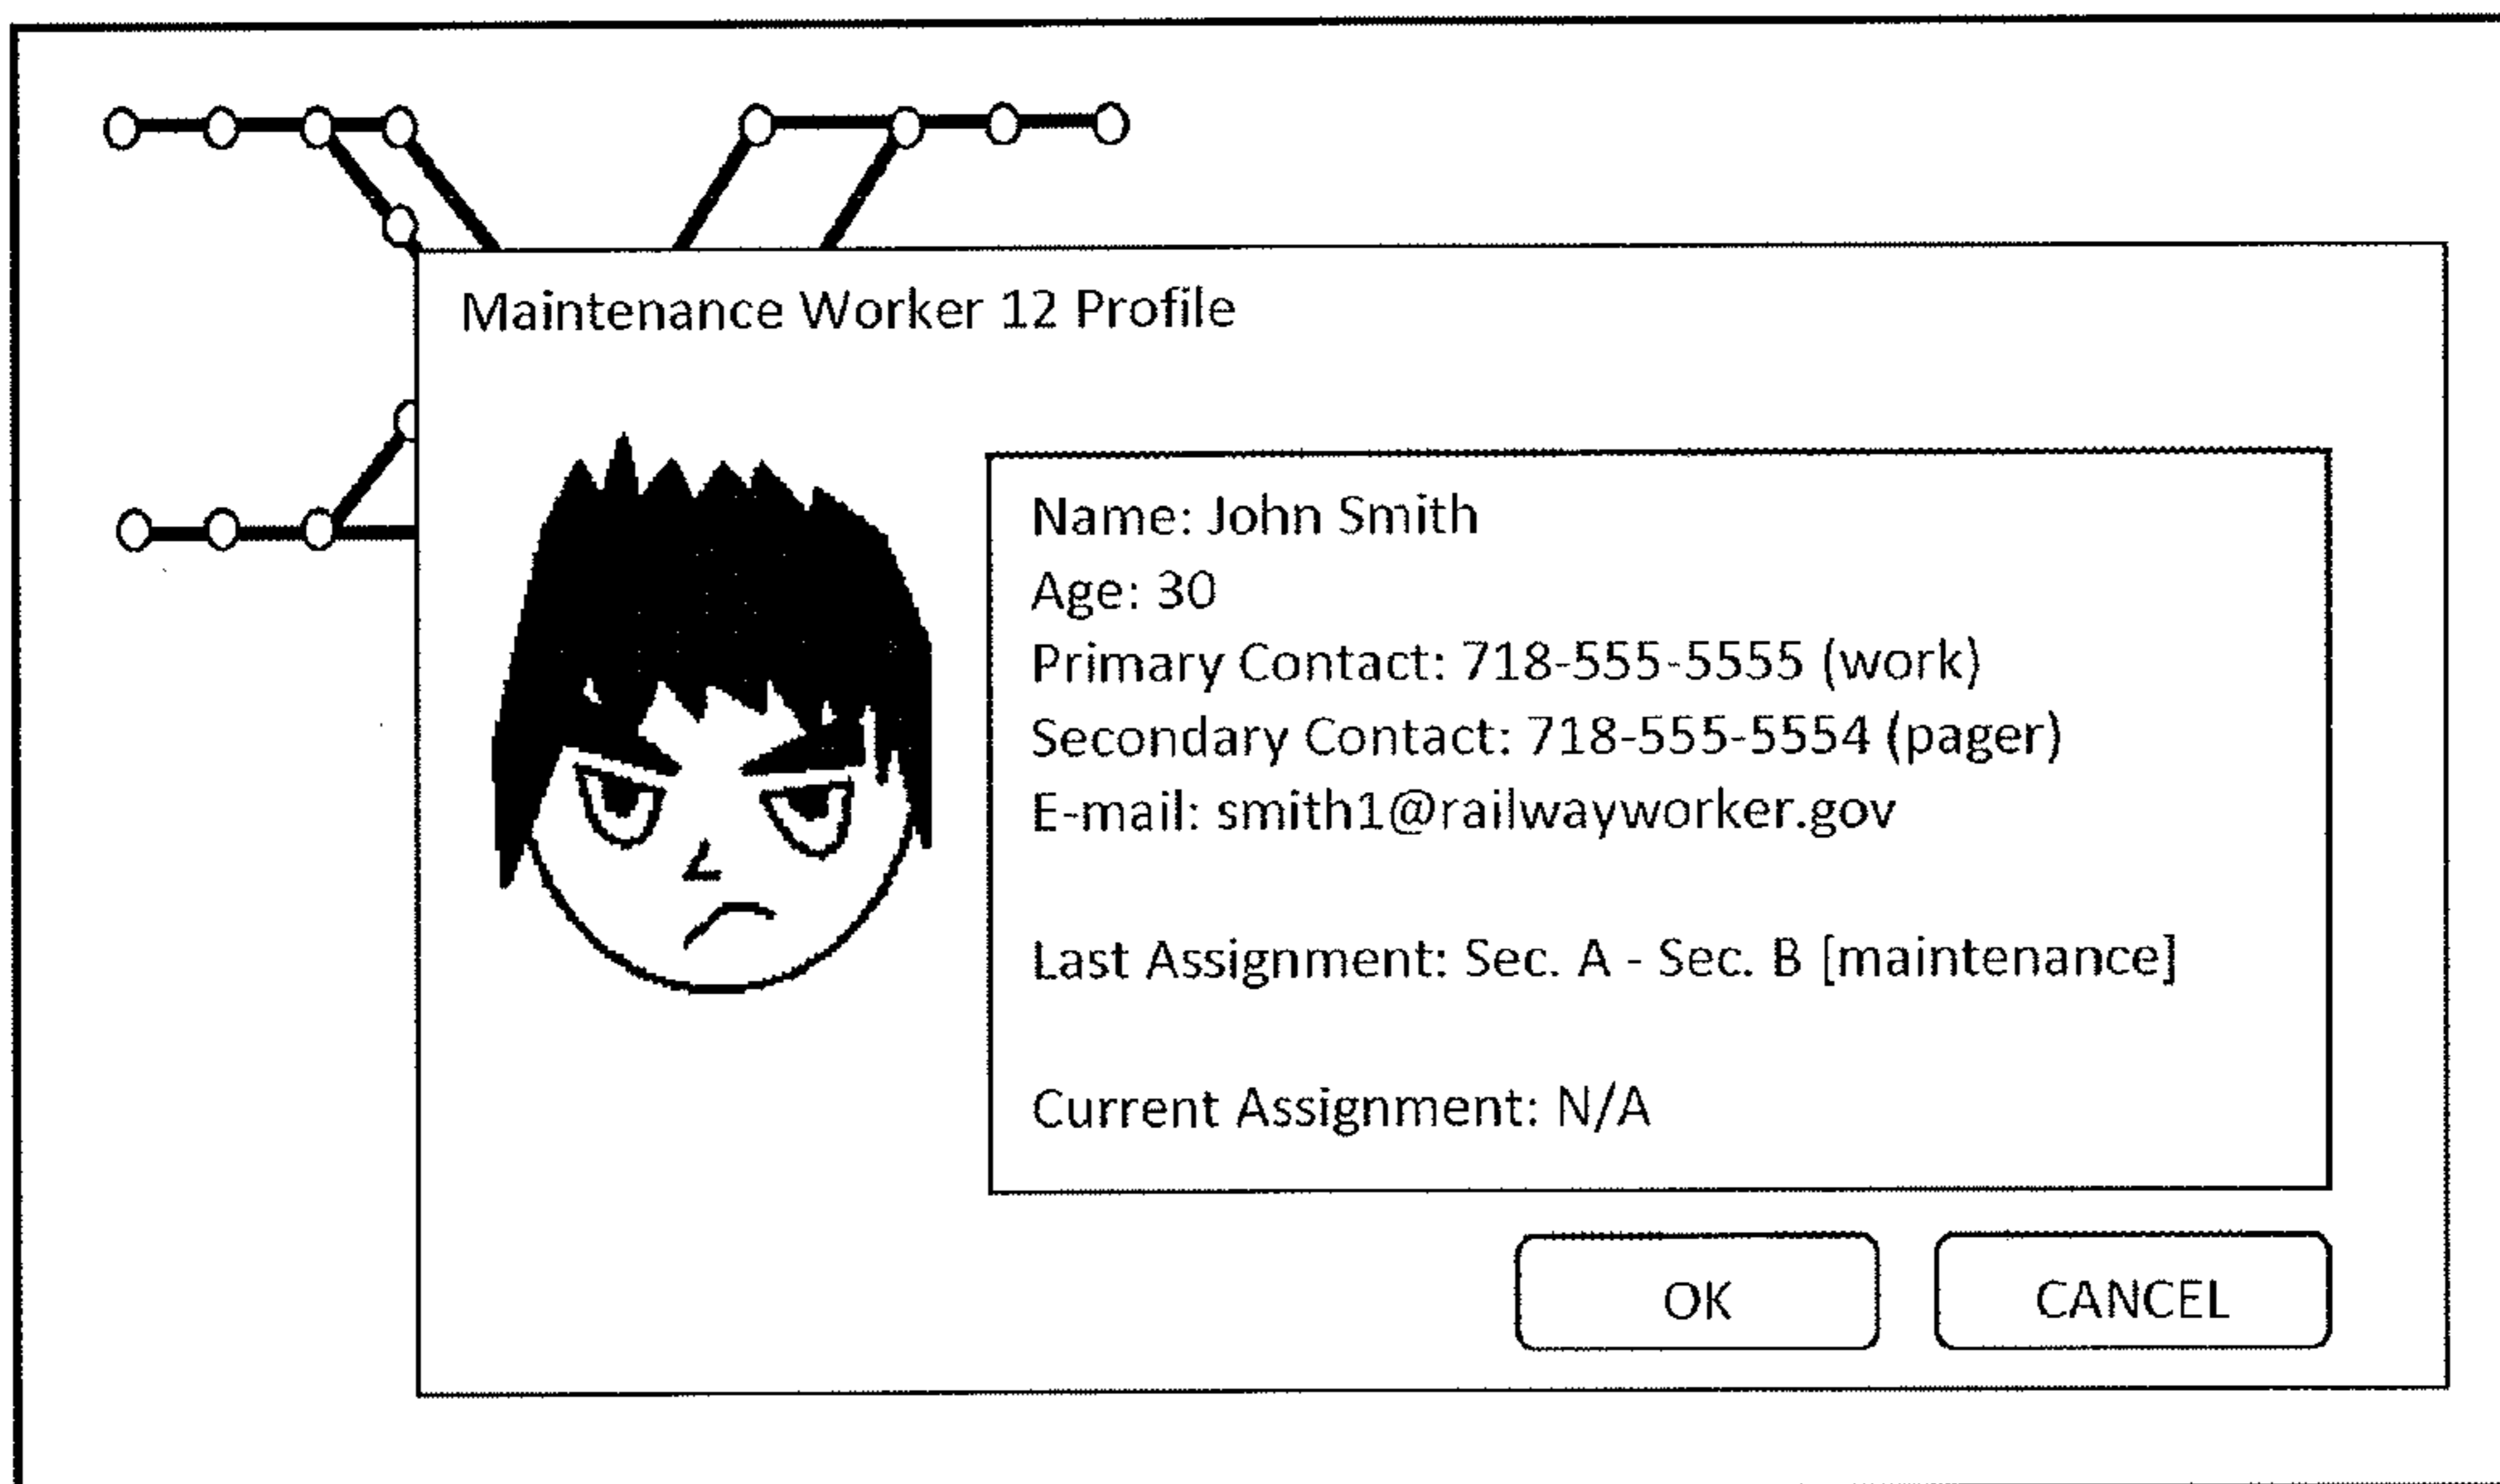 Maintenance Worker 12 Profile
Name: John Smith
Age: 30
Primary Contact: 718-555-5555 (work)
Secondary Contact: 718-555-5554 (pager)
E-mail: smith1@railwayworker.gov
Last Assignment: Sec. A - Sec. B [maintenance]
Current Assignment: N/A
OK
CANCEL